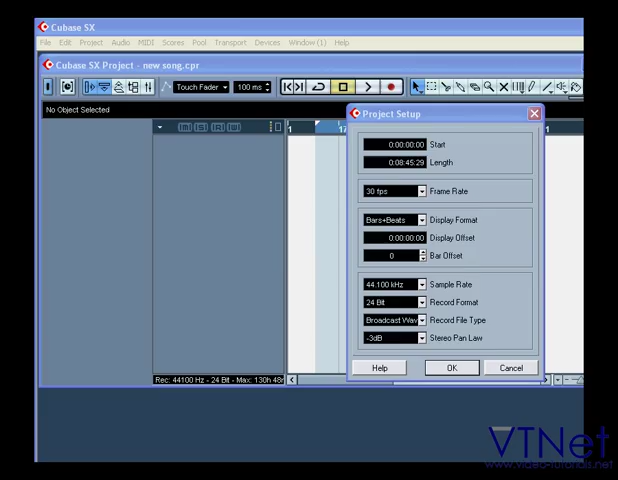 Cubase SX
File Edit Project Audio MIDI Scores Pool Transport Devices Window (1) Help
Cubase SX Project - new song.cpr
Touch Fader 100 ms
No Object Selected
M S R W
1 17 1
Project Setup
0:00:00:00 Start
0:08:45:29 Length
30 fps Frame Rate
Bars+Beats Display Format
0:00:00:00 Display Offset
0 Bar Offset
44.100 kHz Sample Rate
24 Bit Record Format
Broadcast Wav Record File Type
-3dB Stereo Pan Law
Help OK Cancel
Rec: 44100 Hz - 24 Bit - Max: 130h 48m
VTNet
www.video-tutorials.net